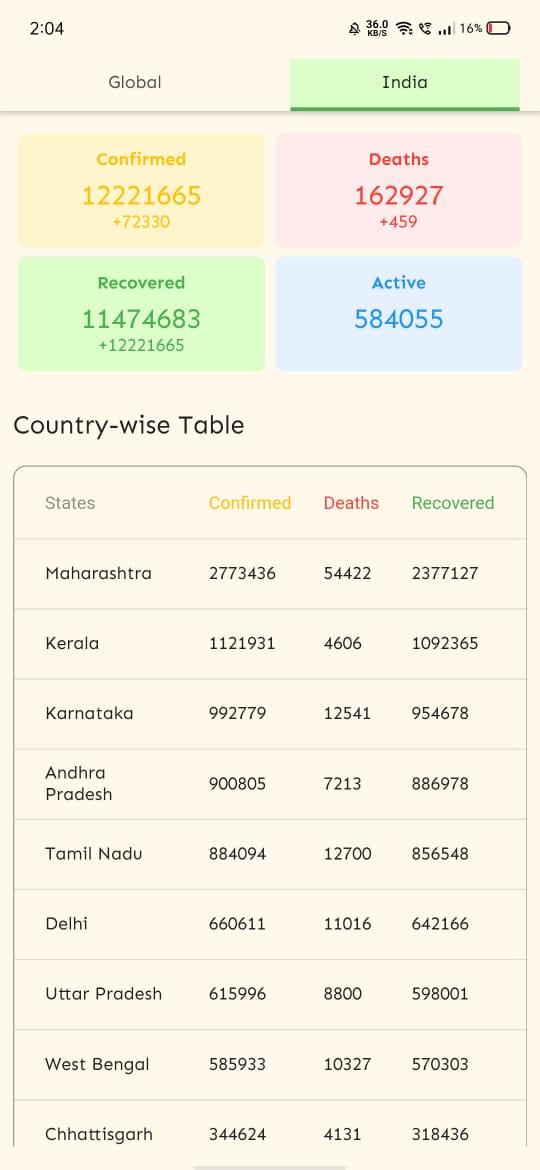 2:04 36.0 KB/S 16%
Global India
Confirmed Deaths
12221665 162927
+72330 +459
Recovered Active
11474683 584055
+12221665
Country-wise Table
States Confirmed Deaths Recovered
Maharashtra 2773436 54422 2377127
Kerala 1121931 4606 1092365
Karnataka 992779 12541 954678
Andhra
Pradesh 900805 7213 886978
Tamil Nadu 884094 12700 856548
Delhi 660611 11016 642166
Uttar Pradesh 615996 8800 598001
West Bengal 585933 10327 570303
Chhattisgarh 344624 4131 318436